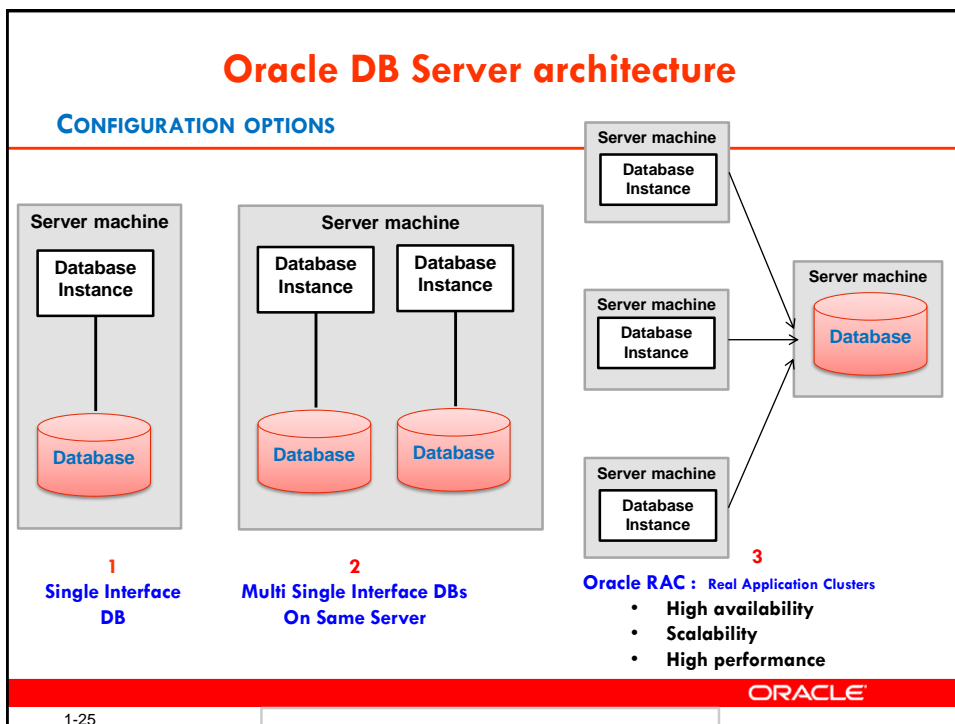 Oracle DB Server architecture
CONFIGURATION OPTIONS
Server machine
Database
Instance
Database
1
Single Interface
DB
Server machine
Database
Instance
Database
Instance
Database
Database
2
Multi Single Interface DBs
On Same Server
Server machine
Database
Instance
Server machine
Database
Instance
Server machine
Database
Instance
Server machine
Database
3
Oracle RAC : Real Application Clusters
• High availability
• Scalability
• High performance
ORACLE
1-25